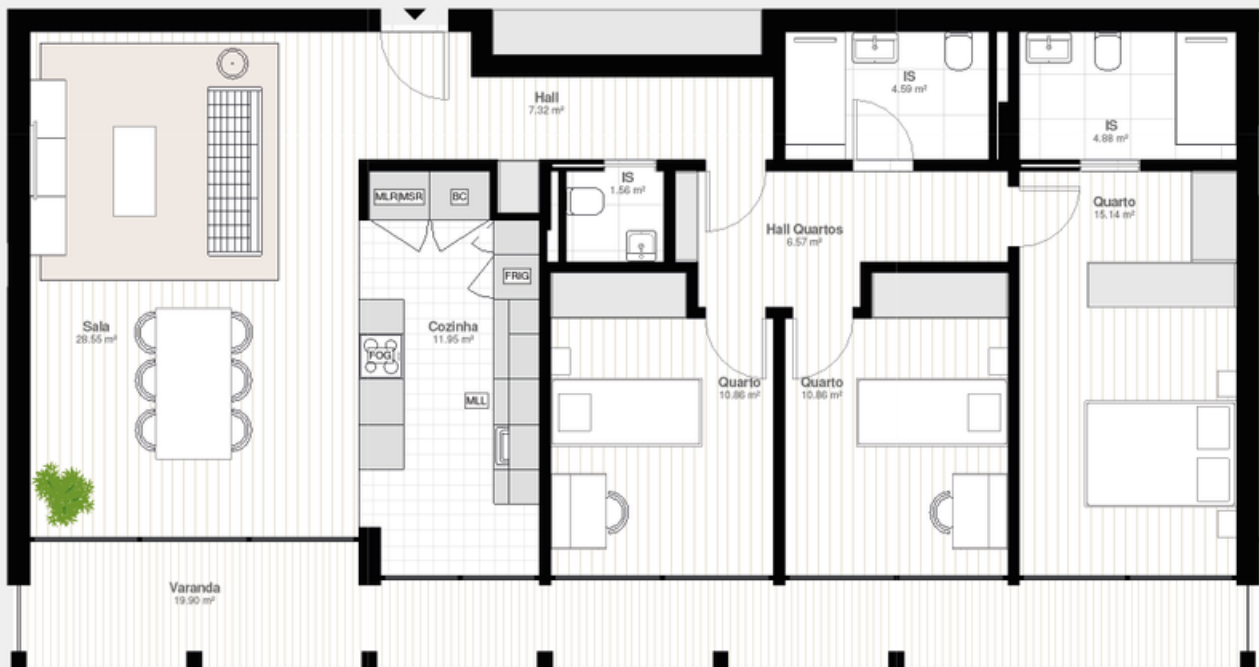 Hall
7.32 m²
IS
4.59 m²
IS
4.88 m²
MLR|MSR
BC
IS
1.56 m²
Quarto
15.14 m²
Hall Quartos
6.57 m²
FRIG
Sala
28.55 m²
Cozinha
11.95 m²
FOG
MLL
Quarto
10.86 m²
Quarto
10.86 m²
Varanda
19.90 m²